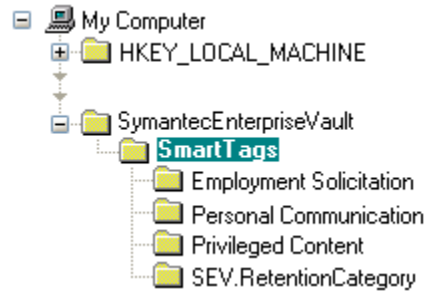 My Computer
HKEY_LOCAL_MACHINE
SymantecEnterpriseVault
SmartTags
Employment Solicitation
Personal Communication
Privileged Content
SEV.RetentionCategory